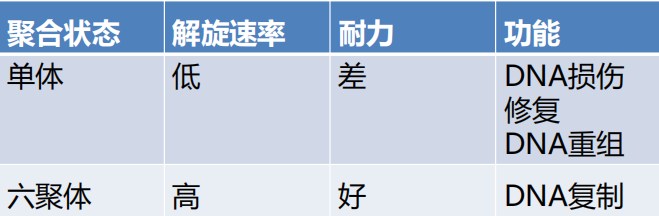 聚合状态 解旋速率 耐力 功能
单体 低 差 DNA损伤
修复
DNA重组
六聚体 高 好 DNA复制